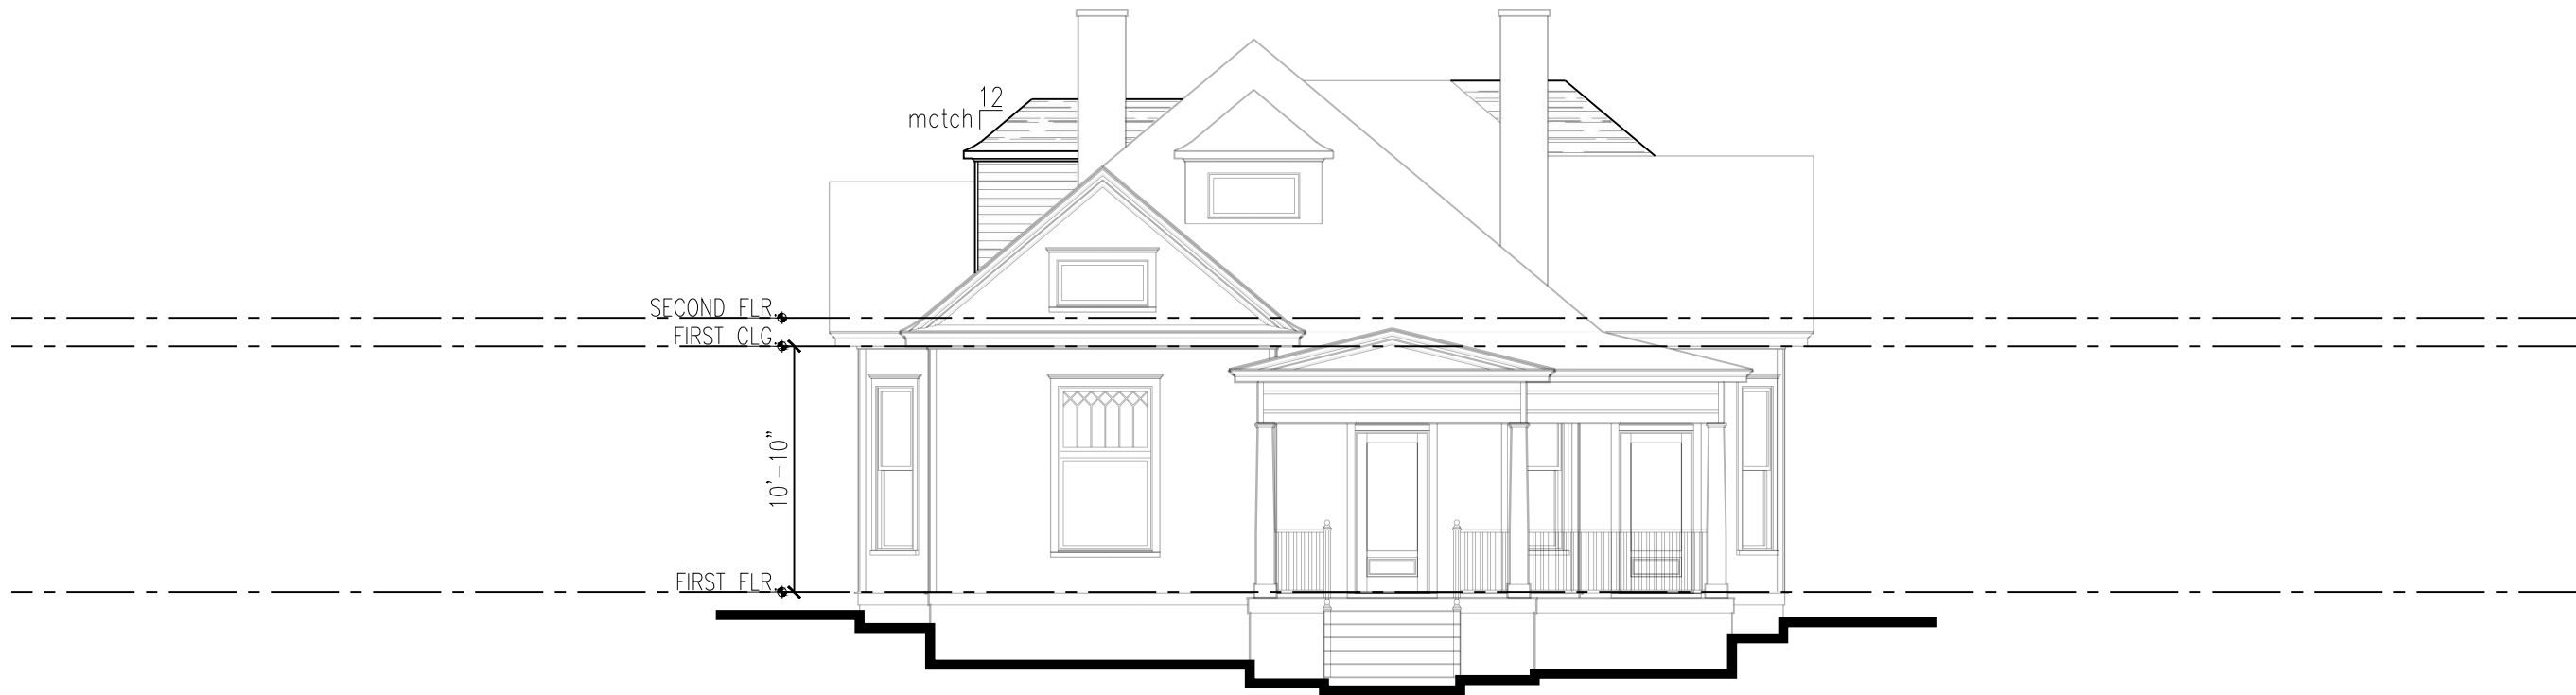 12
match
SECOND FLR.
FIRST CLG.
10'-10"
FIRST FLR.